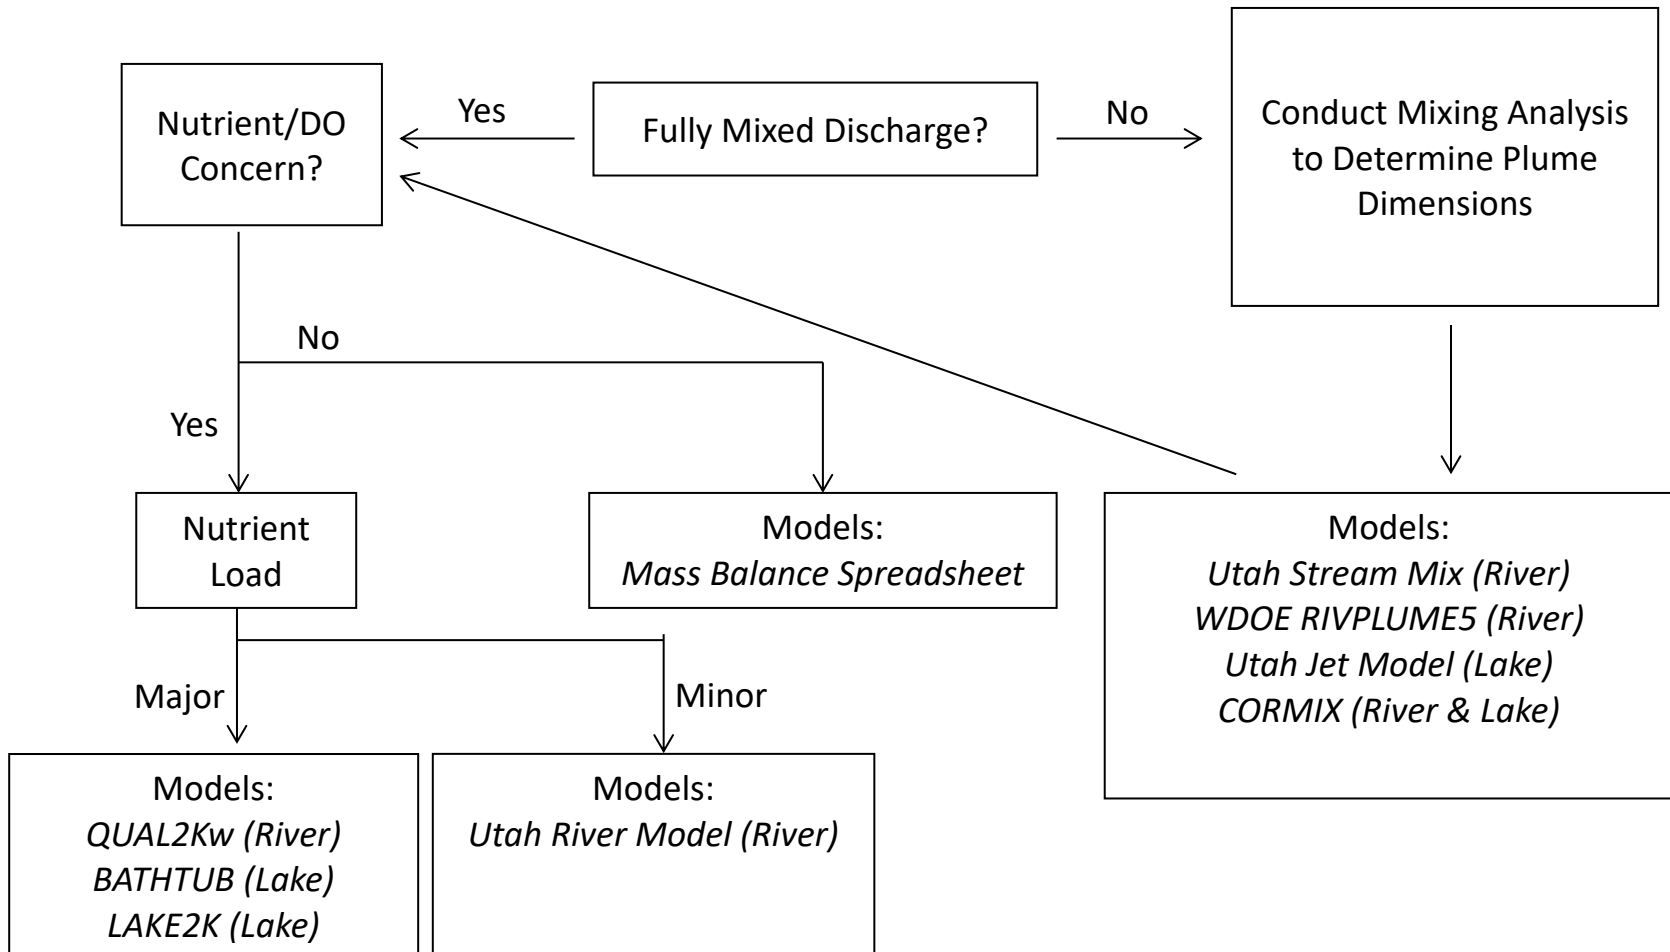 Fully Mixed Discharge?
Yes
No
Nutrient/DO
Concern?
Conduct Mixing Analysis
to Determine Plume
Dimensions
No
Yes
Nutrient
Load
Models:
Mass Balance Spreadsheet
Models:
Utah Stream Mix (River)
WDOE RIVPLUME5 (River)
Utah Jet Model (Lake)
CORMIX (River & Lake)
Major
Minor
Models:
QUAL2Kw (River)
BATHTUB (Lake)
LAKE2K (Lake)
Models:
Utah River Model (River)